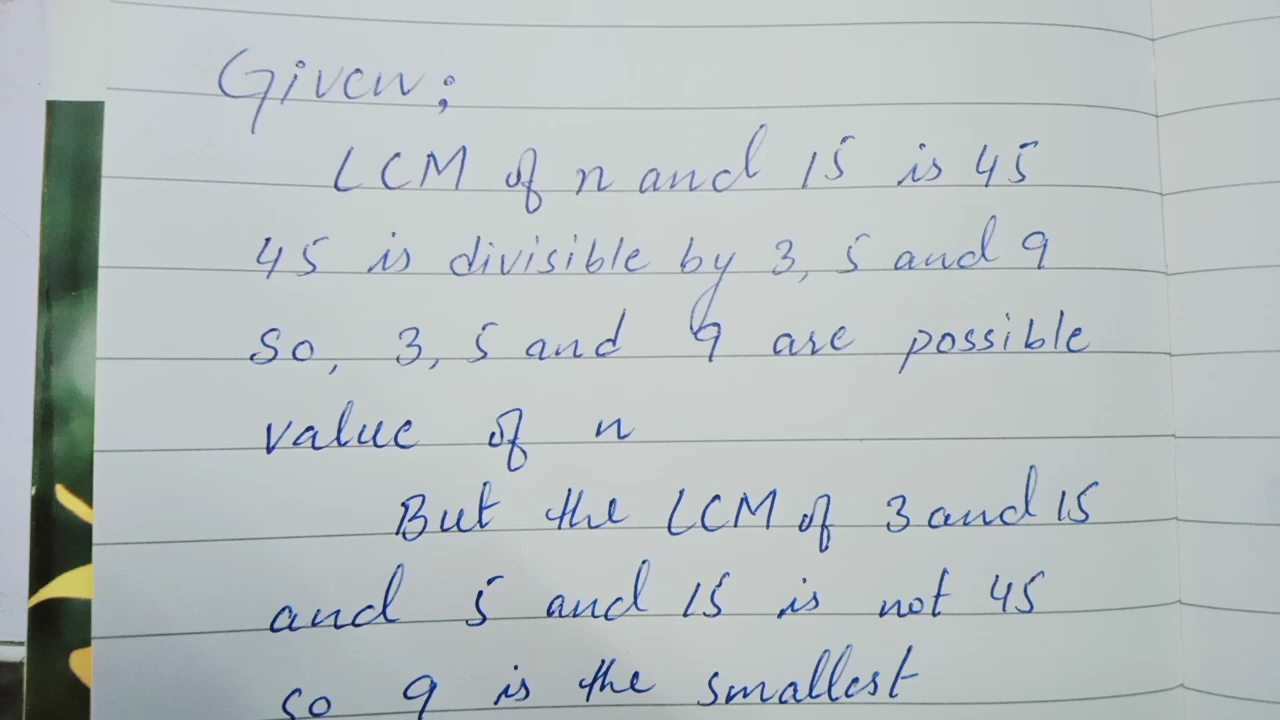 Given;
LCM of n and 15 is 45
45 is divisible by 3, 5 and 9
so, 3, 5 and 9 are possible
value of n
But the LCM of 3 and 15
and 5 and 15 is not 45
so 9 is the smallest